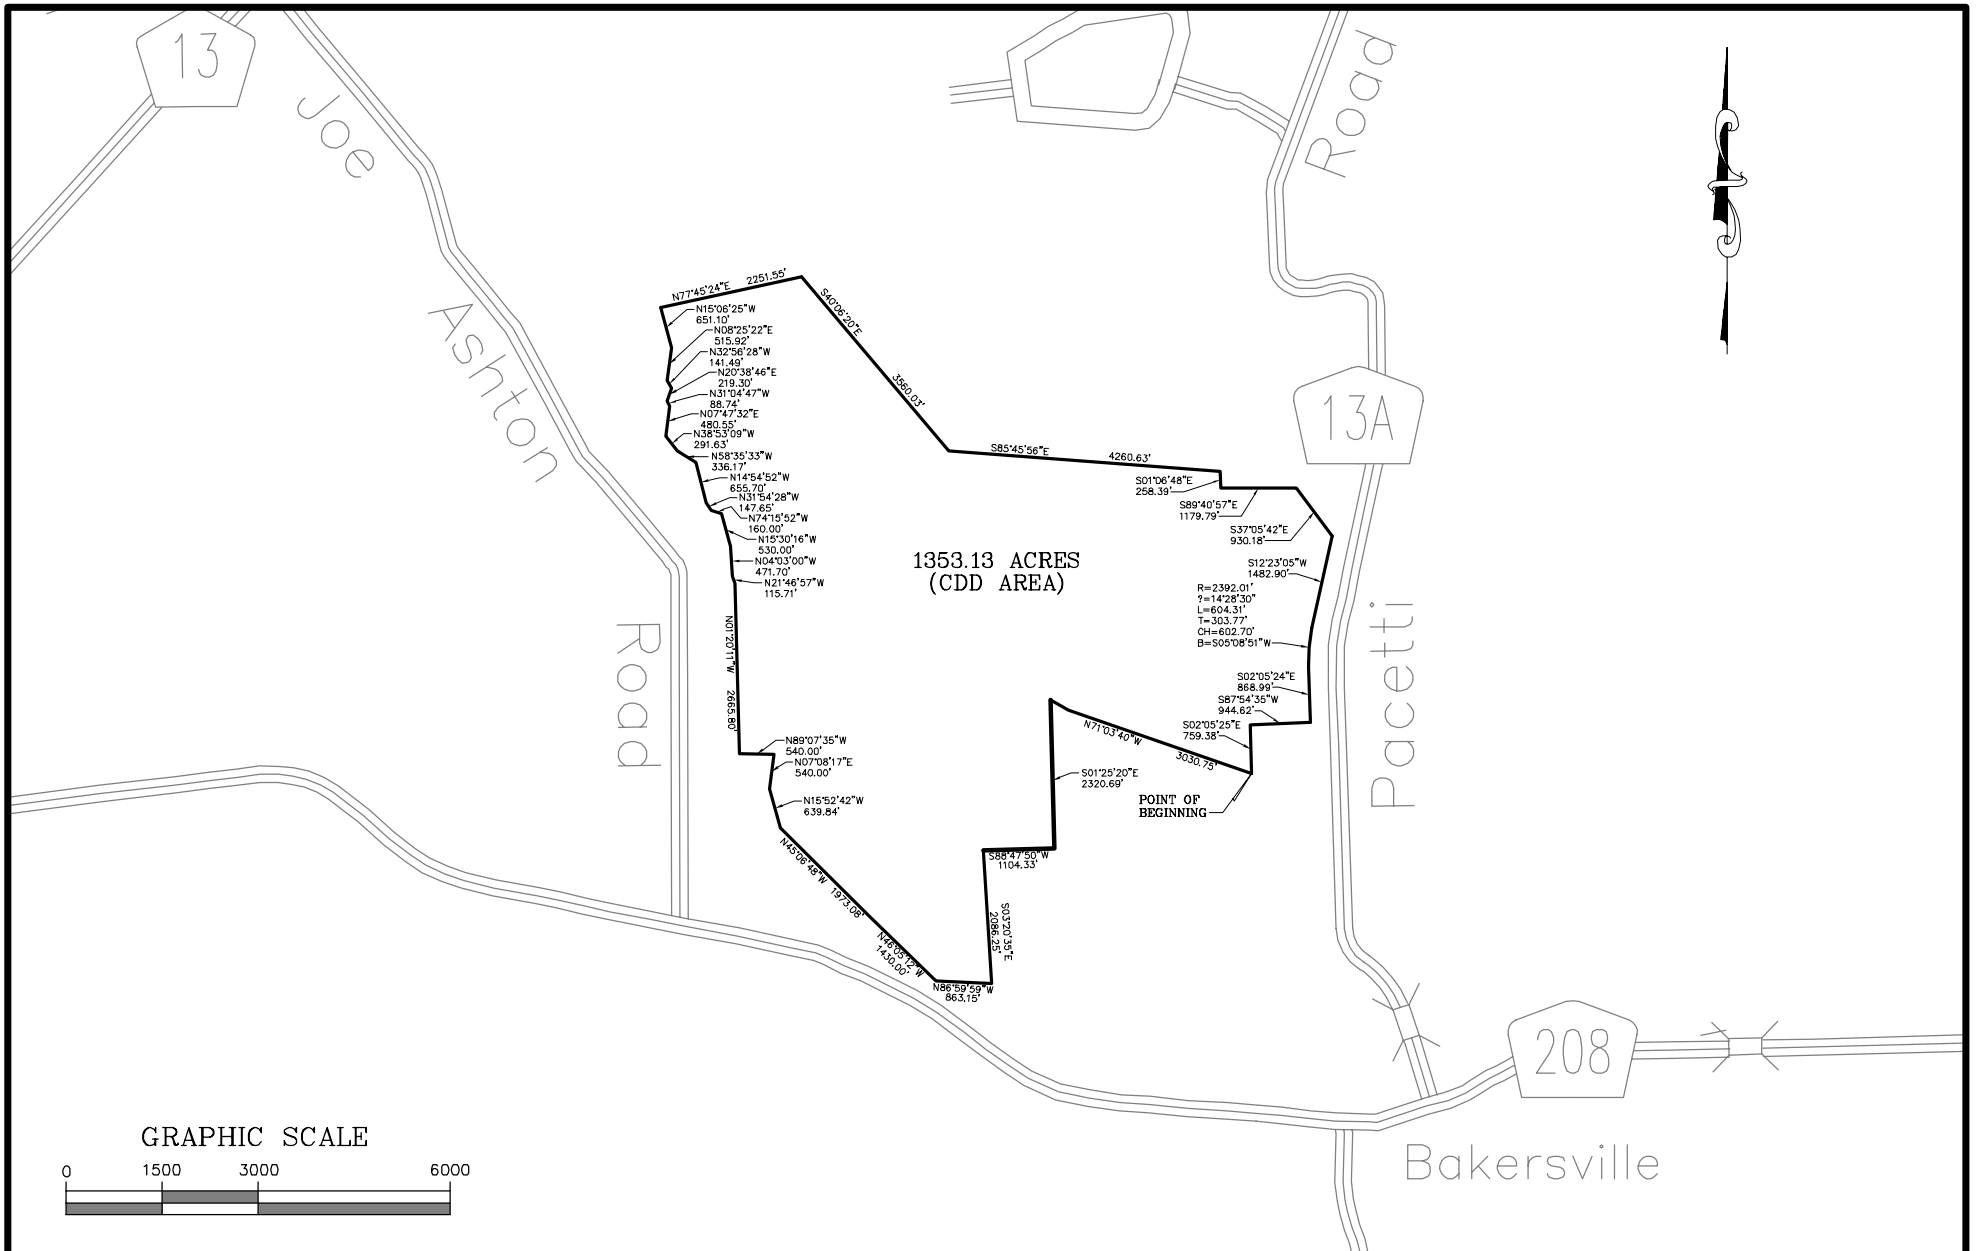 13
Joe
Ashton
Road
Road
13A
Pacetti
208
Bakersville
N77°45'24"E 2251.55'
N15°06'25"W
651.10'
N08°25'22"E
515.92'
N32°56'28"W
141.49'
N20°38'46"E
219.30'
N31°04'47"W
88.74'
N07°47'32"E
480.55'
N38°53'09"W
291.63'
N58°35'33"W
336.17'
N14°54'52"W
655.70'
N31°54'28"W
147.65'
N74°15'52"W
160.00'
N15°30'16"W
530.00'
N04°03'00"W
471.70'
N21°46'57"W
115.71'
N01°20'11"W 2665.80'
N89°07'35"W
540.00'
N07°08'17"E
540.00'
N15°52'42"W
639.84'
N45°06'48"W 1973.08'
N46°05'12"W
1430.00'
N86°59'59"W
863.15'
S03°20'35"E
2086.25'
S88°47'50"W
1104.33'
S01°25'20"E
2320.69'
N71°03'40"W 3030.75'
POINT OF
BEGINNING
S40°06'20"E 3560.03'
S85°45'56"E 4260.63'
S01°06'48"E
258.39'
S89°40'57"E
1179.79'
S37°05'42"E
930.18'
S12°23'05"W
1482.90'
R=2392.01'
?=14°28'30"
L=604.31'
T=303.77'
CH=602.70'
B=S05°08'51"W
S02°05'24"E
868.99'
S87°54'35"W
944.62'
S02°05'25"E
759.38'
1353.13 ACRES
(CDD AREA)
GRAPHIC SCALE
0 1500 3000 6000